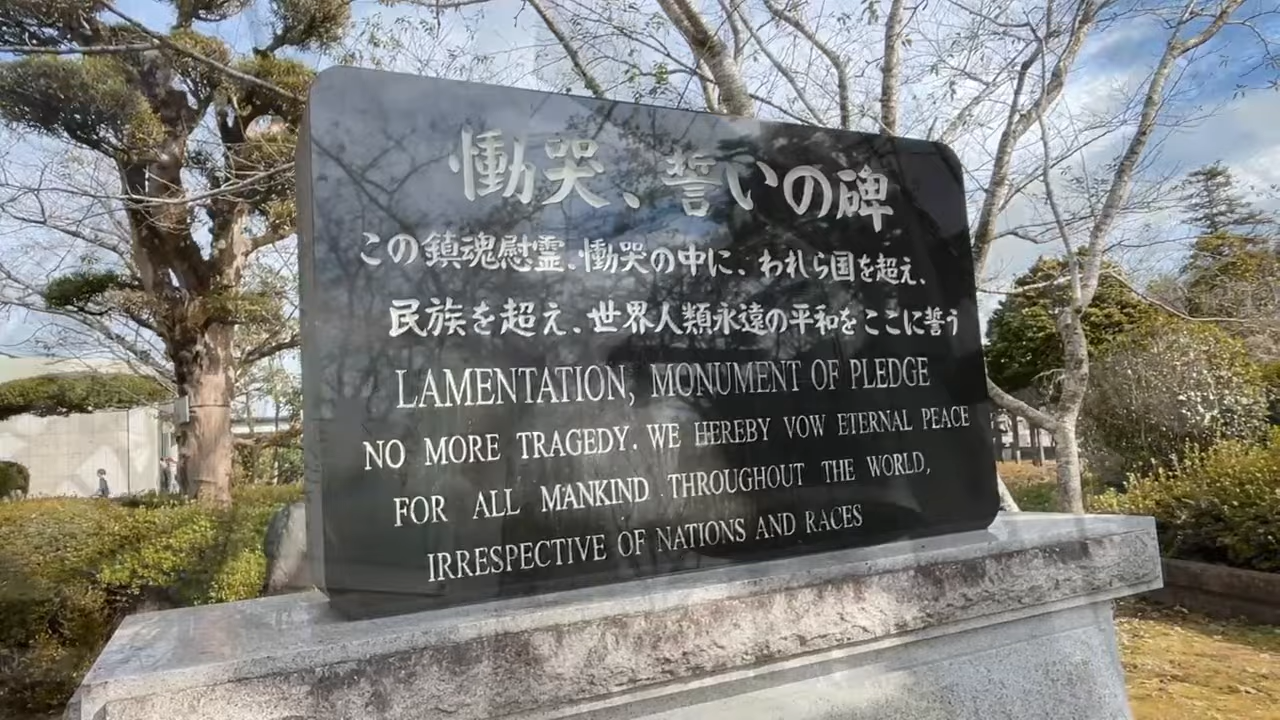 慟哭、誓いの碑
この鎮魂慰霊.慟哭の中に、われら国を超え、
民族を超え、世界人類永遠の平和をここに誓う
LAMENTATION, MONUMENT OF PLEDGE
NO MORE TRAGEDY. WE HEREBY VOW ETERNAL PEACE
FOR ALL MANKIND THROUGHOUT THE WORLD,
IRRESPECTIVE OF NATIONS AND RACES